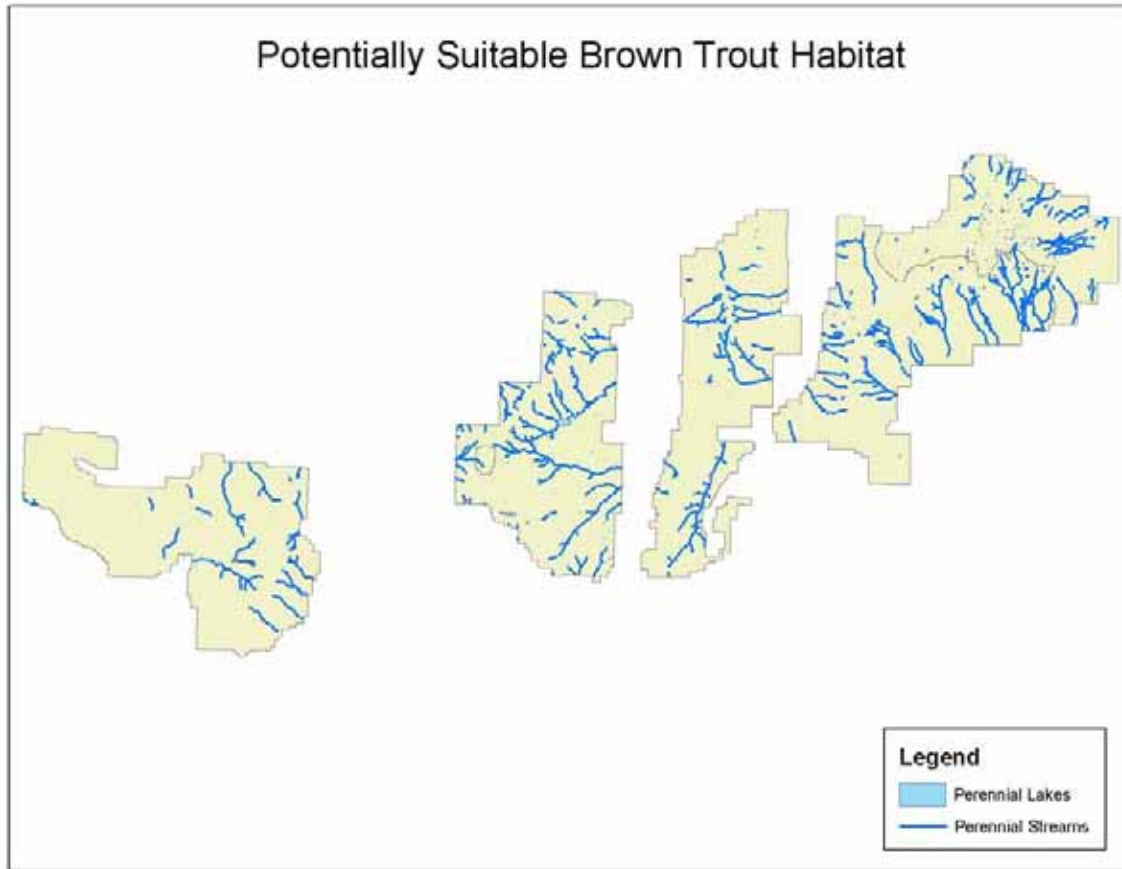 Potentially Suitable Brown Trout Habitat
Legend
Perennial Lakes
Perennial Streams